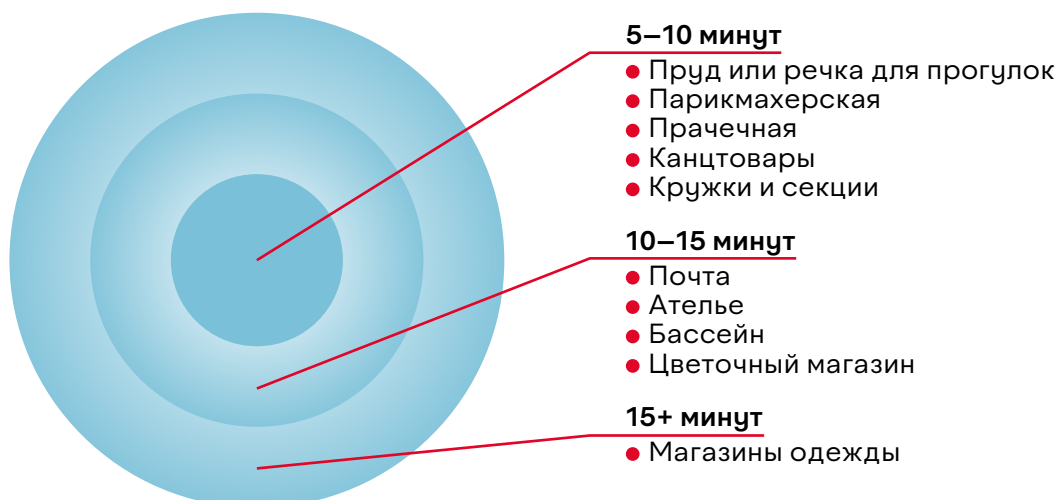 5–10 минут
● Пруд или речка для прогулок
● Парикмахерская
● Прачечная
● Канцтовары
● Кружки и секции
10–15 минут
● Почта
● Ателье
● Бассейн
● Цветочный магазин
15+ минут
● Магазины одежды